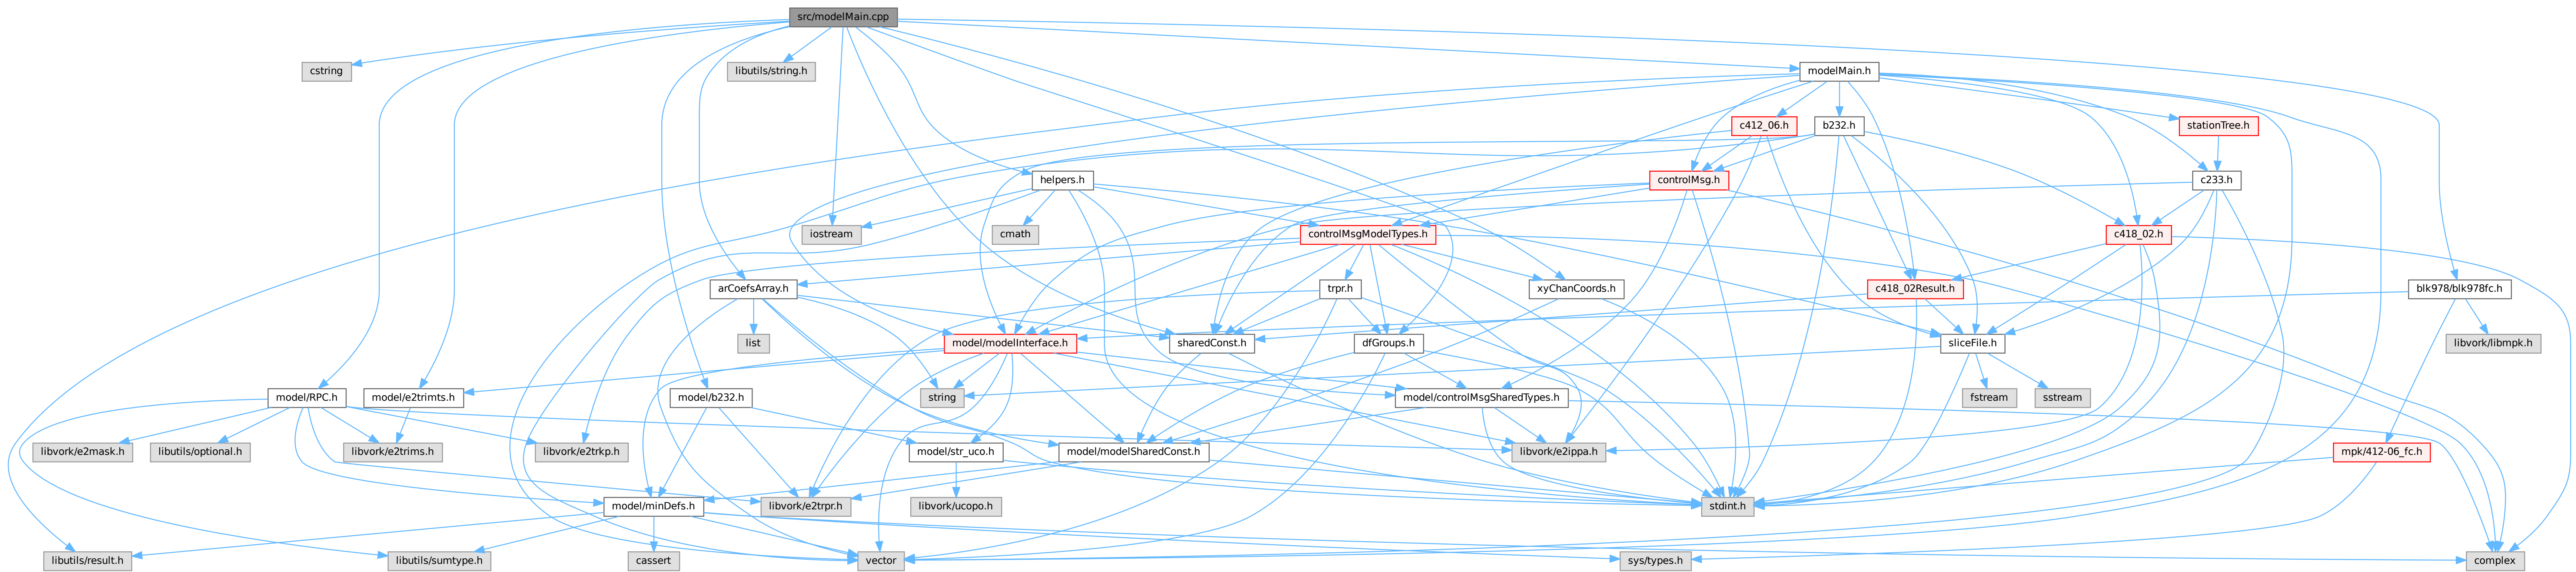 src/modelMain.cpp
cstring
libutils/string.h
modelMain.h
c412_06.h
b232.h
stationTree.h
helpers.h
controlMsg.h
c233.h
iostream
cmath
controlMsgModelTypes.h
c418_02.h
arCoefsArray.h
trpr.h
xyChanCoords.h
c418_02Result.h
blk978/blk978fc.h
list
model/modelInterface.h
sharedConst.h
dfGroups.h
sliceFile.h
libvork/libmpk.h
model/RPC.h
model/e2trimts.h
model/b232.h
string
model/controlMsgSharedTypes.h
fstream
sstream
libvork/e2mask.h
libutils/optional.h
libvork/e2trims.h
libvork/e2trkp.h
model/str_uco.h
model/modelSharedConst.h
libvork/e2ippa.h
mpk/412-06_fc.h
model/minDefs.h
libvork/e2trpr.h
libvork/ucopo.h
stdint.h
libutils/result.h
libutils/sumtype.h
cassert
vector
sys/types.h
complex